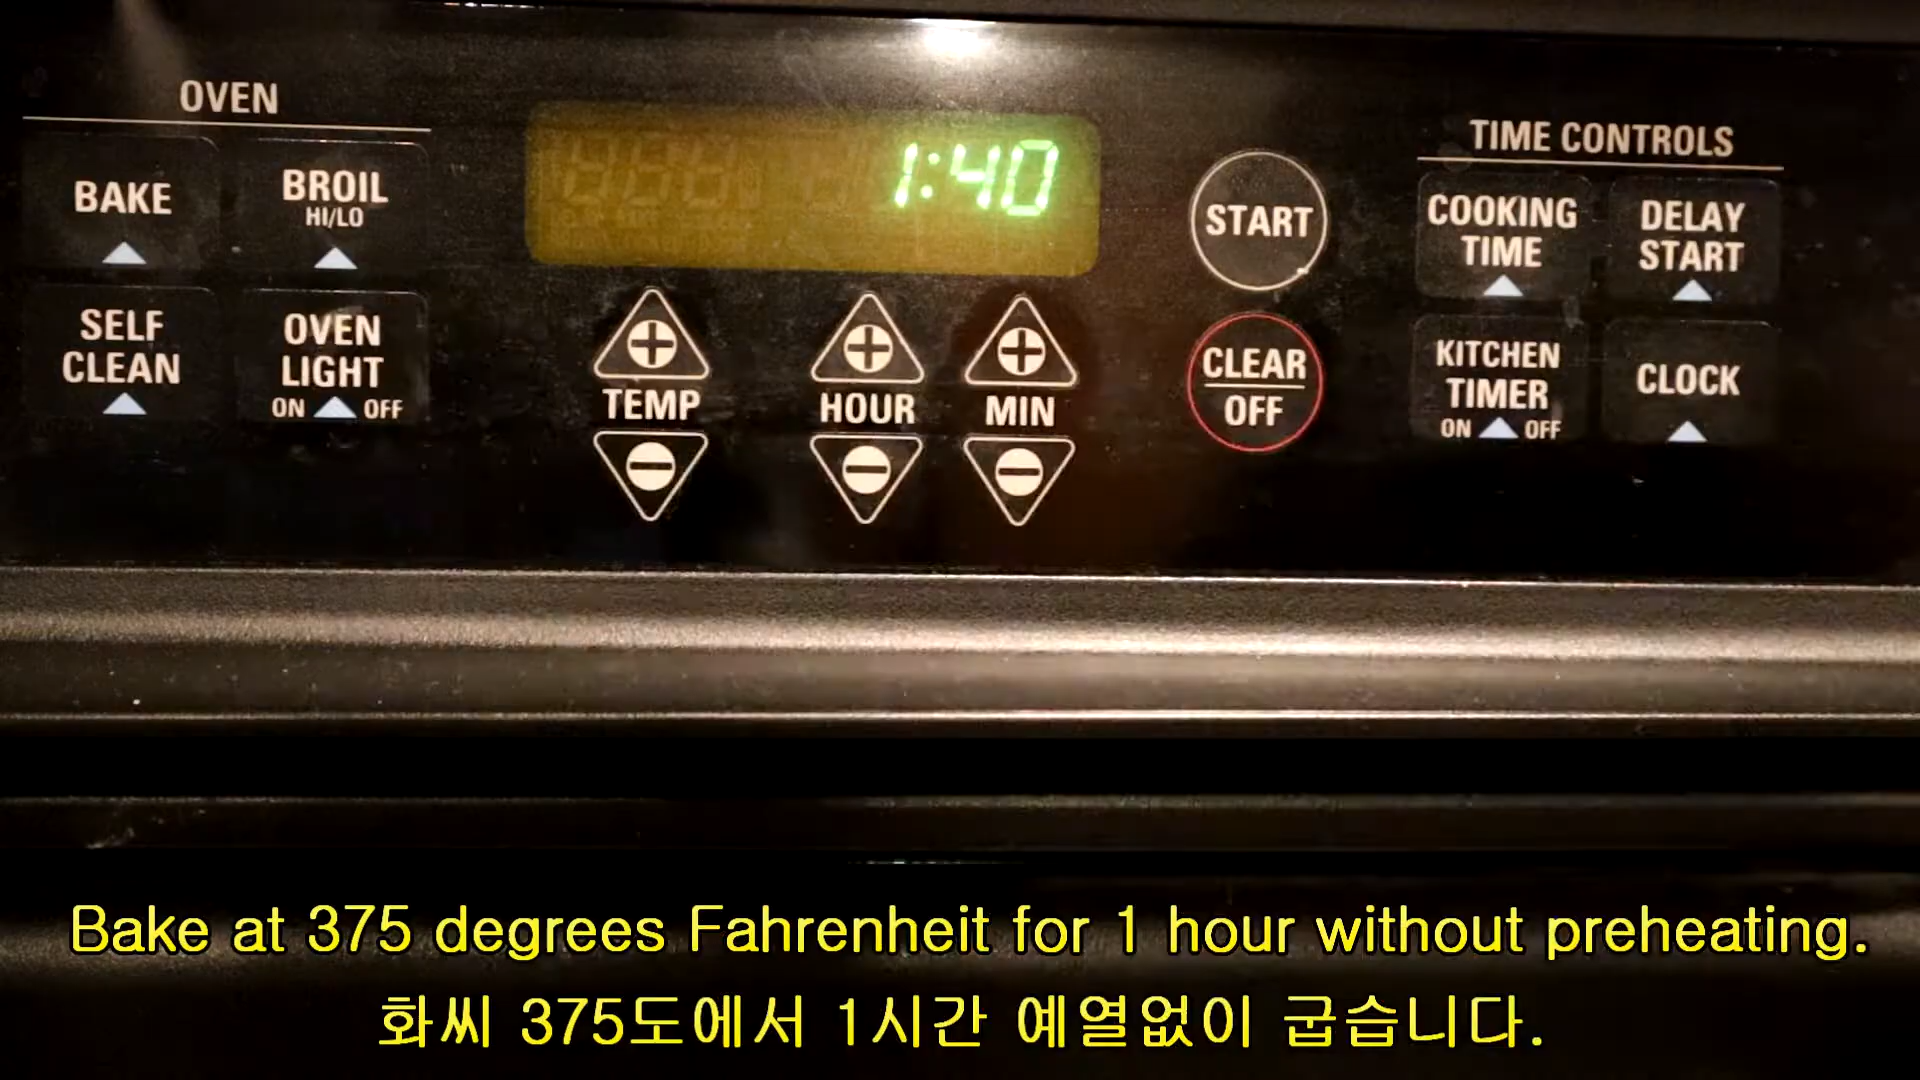 OVEN
BAKE
BROIL
HI/LO
SELF
CLEAN
OVEN
LIGHT
ON OFF
1:40
TEMP
HOUR
MIN
START
CLEAR
OFF
TIME CONTROLS
COOKING
TIME
DELAY
START
KITCHEN
TIMER
ON OFF
CLOCK
Bake at 375 degrees Fahrenheit for 1 hour without preheating.
화씨 375도에서 1시간 예열없이 굽습니다.